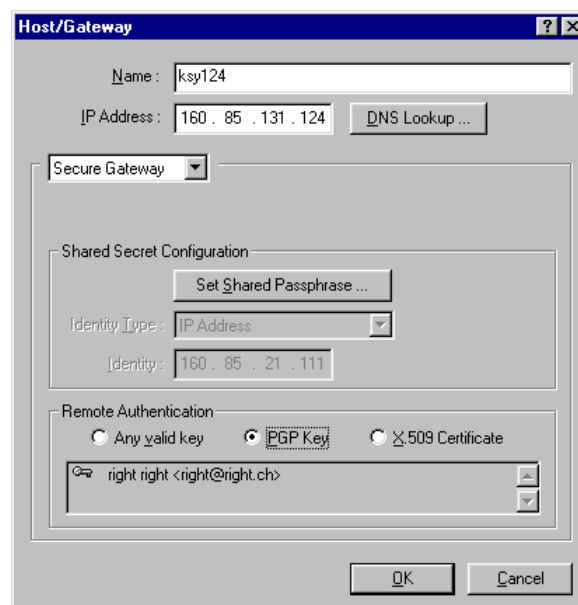 Host/Gateway
Name : ksy124
IP Address : 160 . 85 . 131 . 124 DNS Lookup ...
Secure Gateway
Shared Secret Configuration
Set Shared Passphrase ...
Identity Type : IP Address
Identity : 160 . 85 . 21 . 111
Remote Authentication
Any valid key PGP Key X.509 Certificate
right right <right@right.ch>
OK Cancel